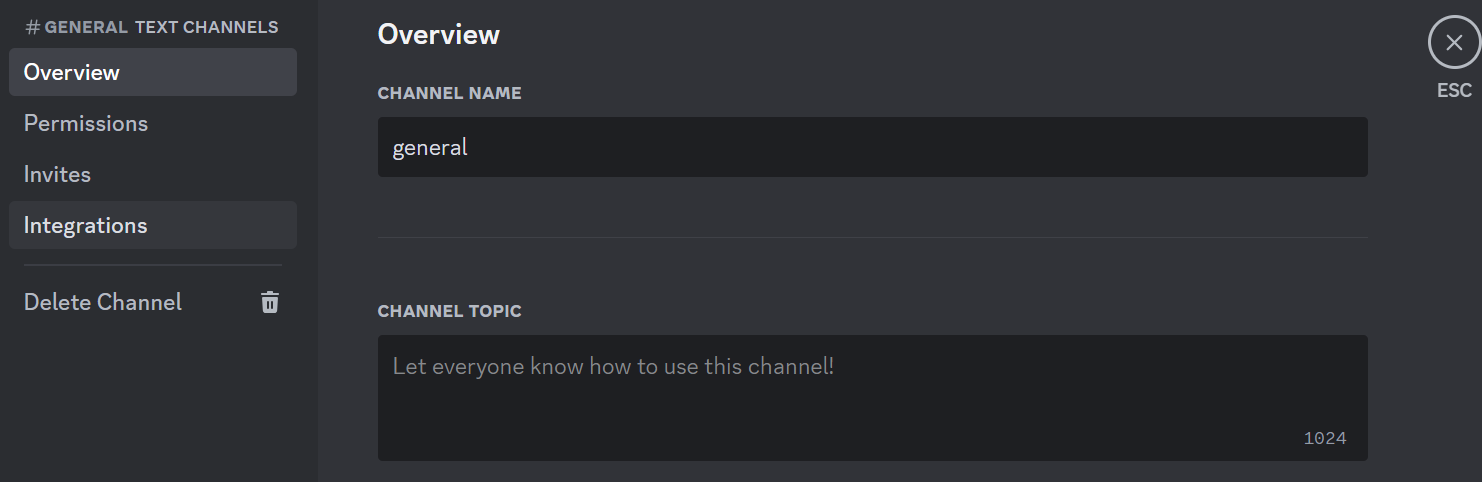 # GENERAL TEXT CHANNELS
Overview
Permissions
Invites
Integrations
Delete Channel
Overview
ESC
CHANNEL NAME
general
CHANNEL TOPIC
Let everyone know how to use this channel!
1024